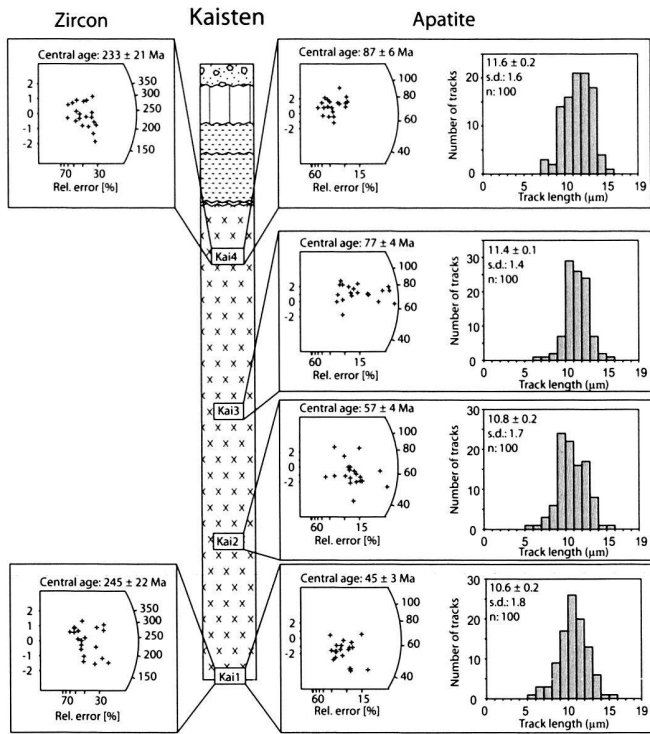 Zircon
Kaisten
Apatite
Central age: 233 ± 21 Ma
2
1
0
-1
-2
350
300
250
200
150
70
30
Rel. error [%]
Central age: 87 ± 6 Ma
2
0
-2
100
80
60
40
60
15
Rel. error [%]
11.6 ± 0.2
s.d.: 1.6
n: 100
Number of tracks
30
20
10
0
0
5
10
15
19
Track length (μm)
Kai4
Central age: 77 ± 4 Ma
2
0
-2
100
80
60
40
60
15
Rel. error [%]
11.4 ± 0.1
s.d.: 1.4
n: 100
Number of tracks
30
20
10
0
0
5
10
15
19
Track length (μm)
Kai3
Central age: 57 ± 4 Ma
2
0
-2
100
80
60
40
60
15
Rel. error [%]
10.8 ± 0.2
s.d.: 1.7
n: 100
Number of tracks
30
20
10
0
0
5
10
15
19
Track length (μm)
Kai2
Central age: 245 ± 22 Ma
2
1
0
-1
-2
350
300
250
200
150
70
30
Rel. error [%]
Central age: 45 ± 3 Ma
2
0
-2
100
80
60
40
60
15
Rel. error [%]
10.6 ± 0.2
s.d.: 1.8
n: 100
Number of tracks
30
20
10
0
0
5
10
15
19
Track length (μm)
Kai1